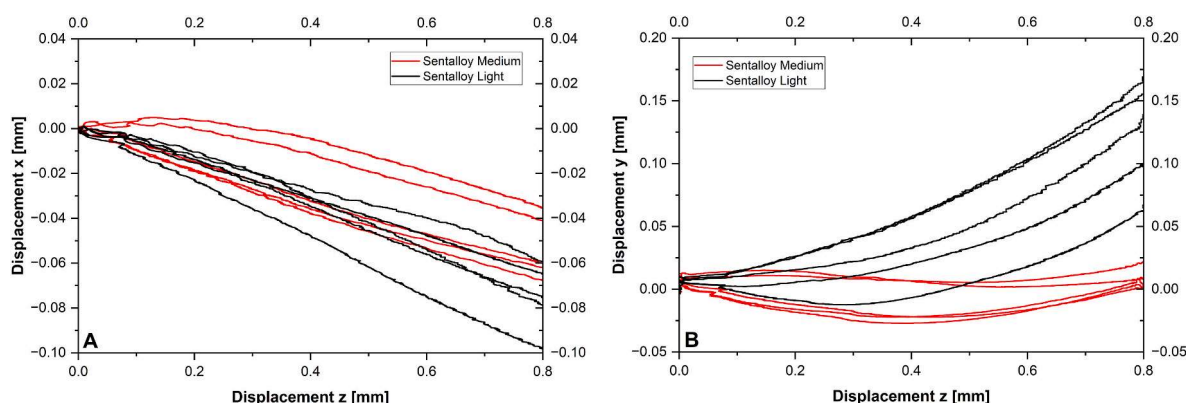 0.0 0.2 0.4 0.6 0.8
0.04 0.04
0.02 0.02
0.00 0.00
−0.02 −0.02
−0.04 −0.04
−0.06 −0.06
−0.08 −0.08
−0.10 −0.10
0.0 0.2 0.4 0.6 0.8
Displacement x [mm]
Displacement z [mm]
Sentalloy Medium
Sentalloy Light
A
0.0 0.2 0.4 0.6 0.8
0.20 0.20
0.15 0.15
0.10 0.10
0.05 0.05
0.00 0.00
−0.05 −0.05
0.0 0.2 0.4 0.6 0.8
Displacement y [mm]
Displacement z [mm]
Sentalloy Medium
Sentalloy Light
B